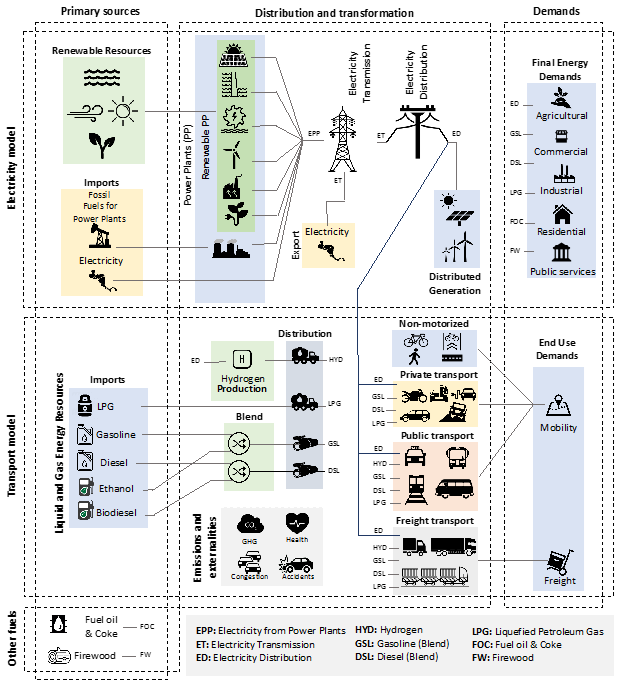 Primary sources
Distribution and transformation
Demands
Electricity model
Renewable Resources
Imports
Fossil
Fuels for
Power Plants
Electricity
Power Plants (PP)
Renewable PP
EPP
Electricity
Transmission
ET
Electricity
Distribution
ET
ED
Export
Electricity
Distributed
Generation
Final Energy
Demands
ED
Agricultural
GSL
Commercial
DSL
Industrial
LPG
Residential
FOC
FW
Public services
Transport model
Liquid and Gas Energy Resources
Imports
LPG
Gasoline
Diesel
Ethanol
Biodiesel
ED
H
Hydrogen
Production
Blend
Distribution
HYD
LPG
GSL
DSL
Emissions and
externalities
CO2
GHG
Health
Congestion
Accidents
Non-motorized
ED
Private transport
GSL
DSL
LPG
Public transport
ED
HYD
GSL
DSL
LPG
Freight transport
ED
HYD
GSL
DSL
LPG
End Use
Demands
Mobility
Freight
Other fuels
Fuel oil
& Coke
FOC
Firewood
FW
EPP: Electricity from Power Plants
ET: Electricity Transmission
ED: Electricity Distribution
HYD: Hydrogen
GSL: Gasoline (Blend)
DSL: Diesel (Blend)
LPG: Liquefied Petroleum Gas
FOC: Fuel oil & Coke
FW: Firewood